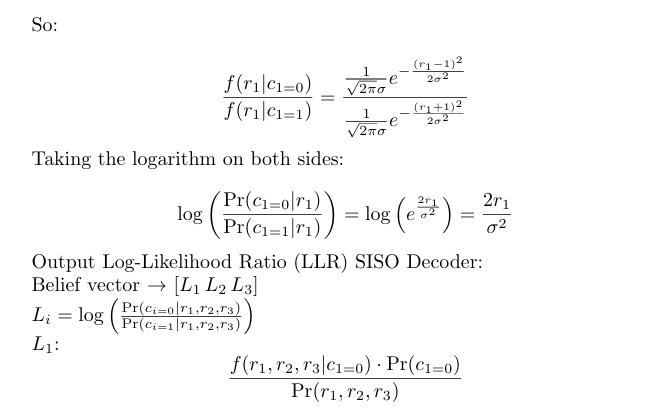 So:
\frac{f(r_1|c_{1=0})}{f(r_1|c_{1=1})} = \frac{\frac{1}{\sqrt{2\pi}\sigma} e^{-\frac{(r_1-1)^2}{2\sigma^2}}}{\frac{1}{\sqrt{2\pi}\sigma} e^{-\frac{(r_1+1)^2}{2\sigma^2}}}
Taking the logarithm on both sides:
\log\left(\frac{\Pr(c_{1=0}|r_1)}{\Pr(c_{1=1}|r_1)}\right) = \log\left(e^{\frac{2r_1}{\sigma^2}}\right) = \frac{2r_1}{\sigma^2}
Output Log-Likelihood Ratio (LLR) SISO Decoder:
Belief vector → [L_1 L_2 L_3]
L_i = \log\left(\frac{\Pr(c_{i=0}|r_1,r_2,r_3)}{\Pr(c_{i=1}|r_1,r_2,r_3)}\right)
L_1:
\frac{f(r_1, r_2, r_3|c_{1=0}) \cdot \Pr(c_{1=0})}{\Pr(r_1, r_2, r_3)}